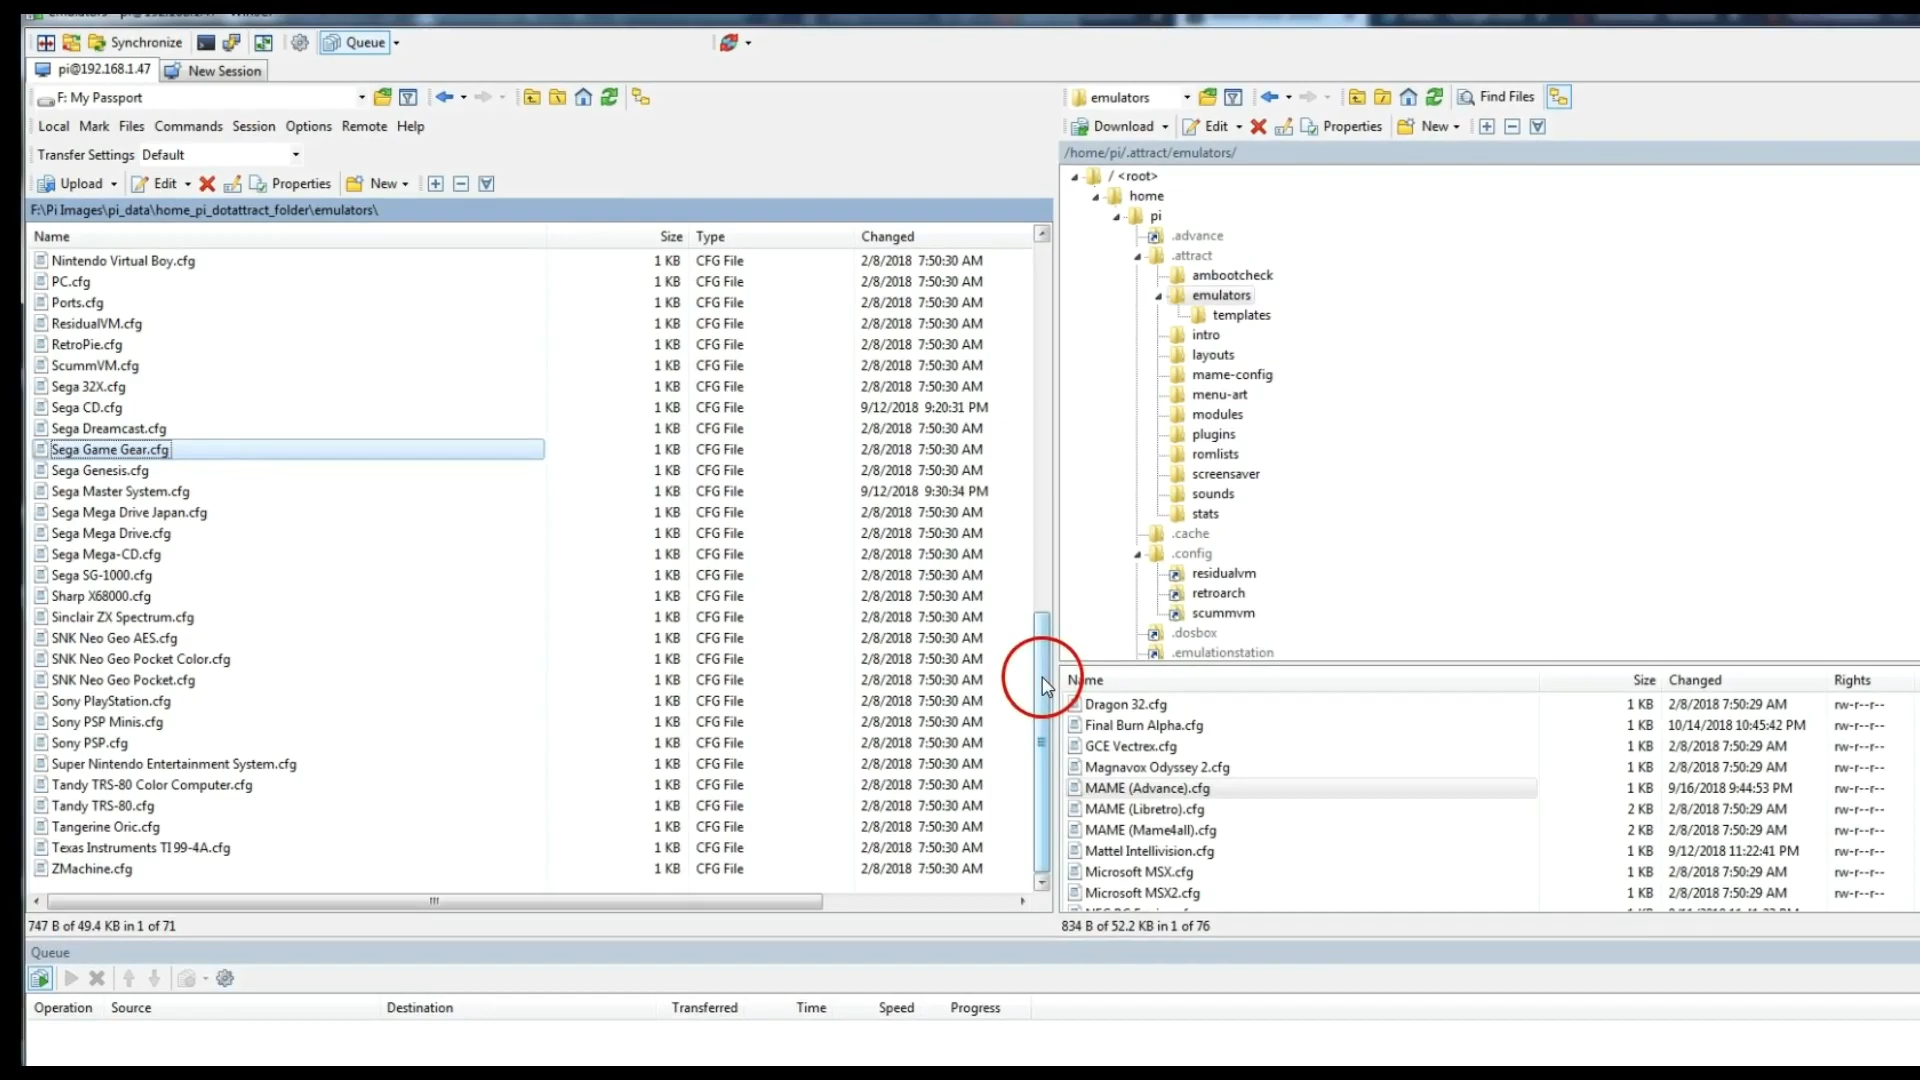 Synchronize
Queue
pi@192.168.1.47
New Session
F: My Passport
Local Mark Files Commands Session Options Remote Help
Transfer Settings Default
Upload Edit Properties New
F:\Pi Images\pi_data\home_pi_dotattract_folder\emulators\
Name Size Type Changed
Nintendo Virtual Boy.cfg 1 KB CFG File 2/8/2018 7:50:30 AM
PC.cfg 1 KB CFG File 2/8/2018 7:50:30 AM
Ports.cfg 1 KB CFG File 2/8/2018 7:50:30 AM
ResidualVM.cfg 1 KB CFG File 2/8/2018 7:50:30 AM
RetroPie.cfg 1 KB CFG File 2/8/2018 7:50:30 AM
ScummVM.cfg 1 KB CFG File 2/8/2018 7:50:30 AM
Sega 32X.cfg 1 KB CFG File 2/8/2018 7:50:30 AM
Sega CD.cfg 1 KB CFG File 9/12/2018 9:20:31 PM
Sega Dreamcast.cfg 1 KB CFG File 2/8/2018 7:50:30 AM
Sega Game Gear.cfg 1 KB CFG File 2/8/2018 7:50:30 AM
Sega Genesis.cfg 1 KB CFG File 2/8/2018 7:50:30 AM
Sega Master System.cfg 1 KB CFG File 9/12/2018 9:30:34 PM
Sega Mega Drive Japan.cfg 1 KB CFG File 2/8/2018 7:50:30 AM
Sega Mega Drive.cfg 1 KB CFG File 2/8/2018 7:50:30 AM
Sega Mega-CD.cfg 1 KB CFG File 2/8/2018 7:50:30 AM
Sega SG-1000.cfg 1 KB CFG File 2/8/2018 7:50:30 AM
Sharp X68000.cfg 1 KB CFG File 2/8/2018 7:50:30 AM
Sinclair ZX Spectrum.cfg 1 KB CFG File 2/8/2018 7:50:30 AM
SNK Neo Geo AES.cfg 1 KB CFG File 2/8/2018 7:50:30 AM
SNK Neo Geo Pocket Color.cfg 1 KB CFG File 2/8/2018 7:50:30 AM
SNK Neo Geo Pocket.cfg 1 KB CFG File 2/8/2018 7:50:30 AM
Sony PlayStation.cfg 1 KB CFG File 2/8/2018 7:50:30 AM
Sony PSP Minis.cfg 1 KB CFG File 2/8/2018 7:50:30 AM
Sony PSP.cfg 1 KB CFG File 2/8/2018 7:50:30 AM
Super Nintendo Entertainment System.cfg 1 KB CFG File 2/8/2018 7:50:30 AM
Tandy TRS-80 Color Computer.cfg 1 KB CFG File 2/8/2018 7:50:30 AM
Tandy TRS-80.cfg 1 KB CFG File 2/8/2018 7:50:30 AM
Tangerine Oric.cfg 1 KB CFG File 2/8/2018 7:50:30 AM
Texas Instruments TI 99-4A.cfg 1 KB CFG File 2/8/2018 7:50:30 AM
ZMachine.cfg 1 KB CFG File 2/8/2018 7:50:30 AM
747 B of 49.4 KB in 1 of 71
emulators Find Files
Download Edit Properties New
/home/pi/.attract/emulators/
/ <root>
home
pi
.advance
.attract
ambootcheck
emulators
templates
intro
layouts
mame-config
menu-art
modules
plugins
romlists
screensaver
sounds
stats
.cache
.config
residualvm
retroarch
scummvm
.dosbox
.emulationstation
Name Size Changed Rights
Dragon 32.cfg 1 KB 2/8/2018 7:50:29 AM rw-r--r--
Final Burn Alpha.cfg 1 KB 10/14/2018 10:45:42 PM rw-r--r--
GCE Vectrex.cfg 1 KB 2/8/2018 7:50:29 AM rw-r--r--
Magnavox Odyssey 2.cfg 1 KB 2/8/2018 7:50:29 AM rw-r--r--
MAME (Advance).cfg 1 KB 9/16/2018 9:44:53 PM rw-r--r--
MAME (Libretro).cfg 2 KB 2/8/2018 7:50:29 AM rw-r--r--
MAME (Mame4all).cfg 2 KB 2/8/2018 7:50:29 AM rw-r--r--
Mattel Intellivision.cfg 1 KB 9/12/2018 11:22:41 PM rw-r--r--
Microsoft MSX.cfg 1 KB 2/8/2018 7:50:29 AM rw-r--r--
Microsoft MSX2.cfg 1 KB 2/8/2018 7:50:29 AM rw-r--r--
834 B of 52.2 KB in 1 of 76
Queue
Operation Source Destination Transferred Time Speed Progress